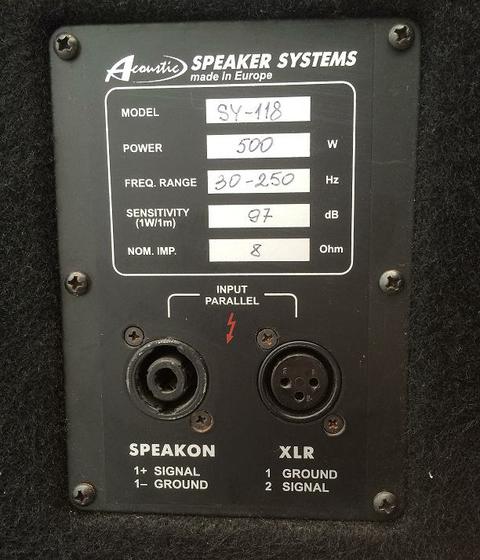 Acoustic SPEAKER SYSTEMS
made in Europe
MODEL SY-118
POWER 500 W
FREQ. RANGE 30-250 Hz
SENSITIVITY 97 dB
(1W/1m)
NOM. IMP. 8 Ohm
INPUT
PARALLEL
SPEAKON XLR
1+ SIGNAL 1 GROUND
1– GROUND 2 SIGNAL